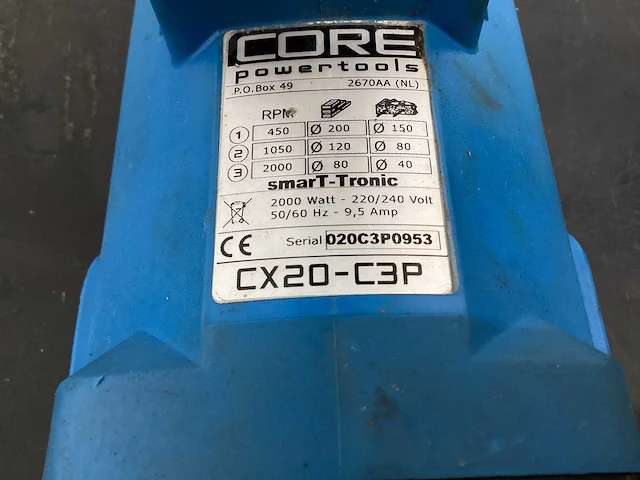 CORE
powertools
P.O.Box 49 2670AA (NL)
RPM
1 450 Ø 200 Ø 150
2 1050 Ø 120 Ø 80
3 2000 Ø 80 Ø 40
smarT-Tronic
2000 Watt - 220/240 Volt
50/60 Hz - 9,5 Amp
CE Serial 020C3P0953
CX20-C3P